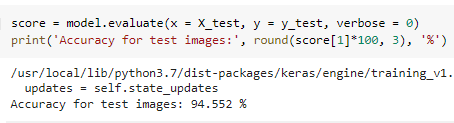 score = model.evaluate(x = X_test, y = y_test, verbose = 0)
print('Accuracy for test images:', round(score[1]*100, 3), '%')
/usr/local/lib/python3.7/dist-packages/keras/engine/training_v1.
updates = self.state_updates
Accuracy for test images: 94.552 %